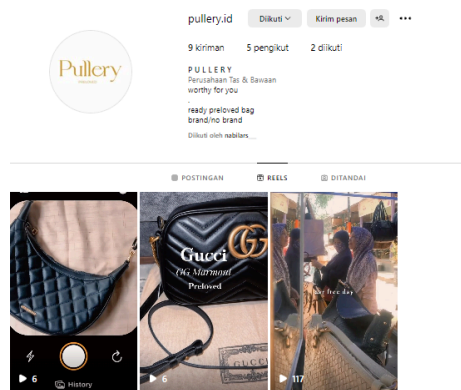 pullery.id Diikuti Kirim pesan
9 kiriman 5 pengikut 2 diikuti
Pullery
P U L L E R Y
Perusahaan Tas & Bawaan
worthy for you
.
ready preloved bag
brand/no brand
Diikuti oleh nabilars_...
POSTINGAN REELS DITANDAI
Gucci
GG Marmont
Preloved
GUCCI
free day
6 History
6
117